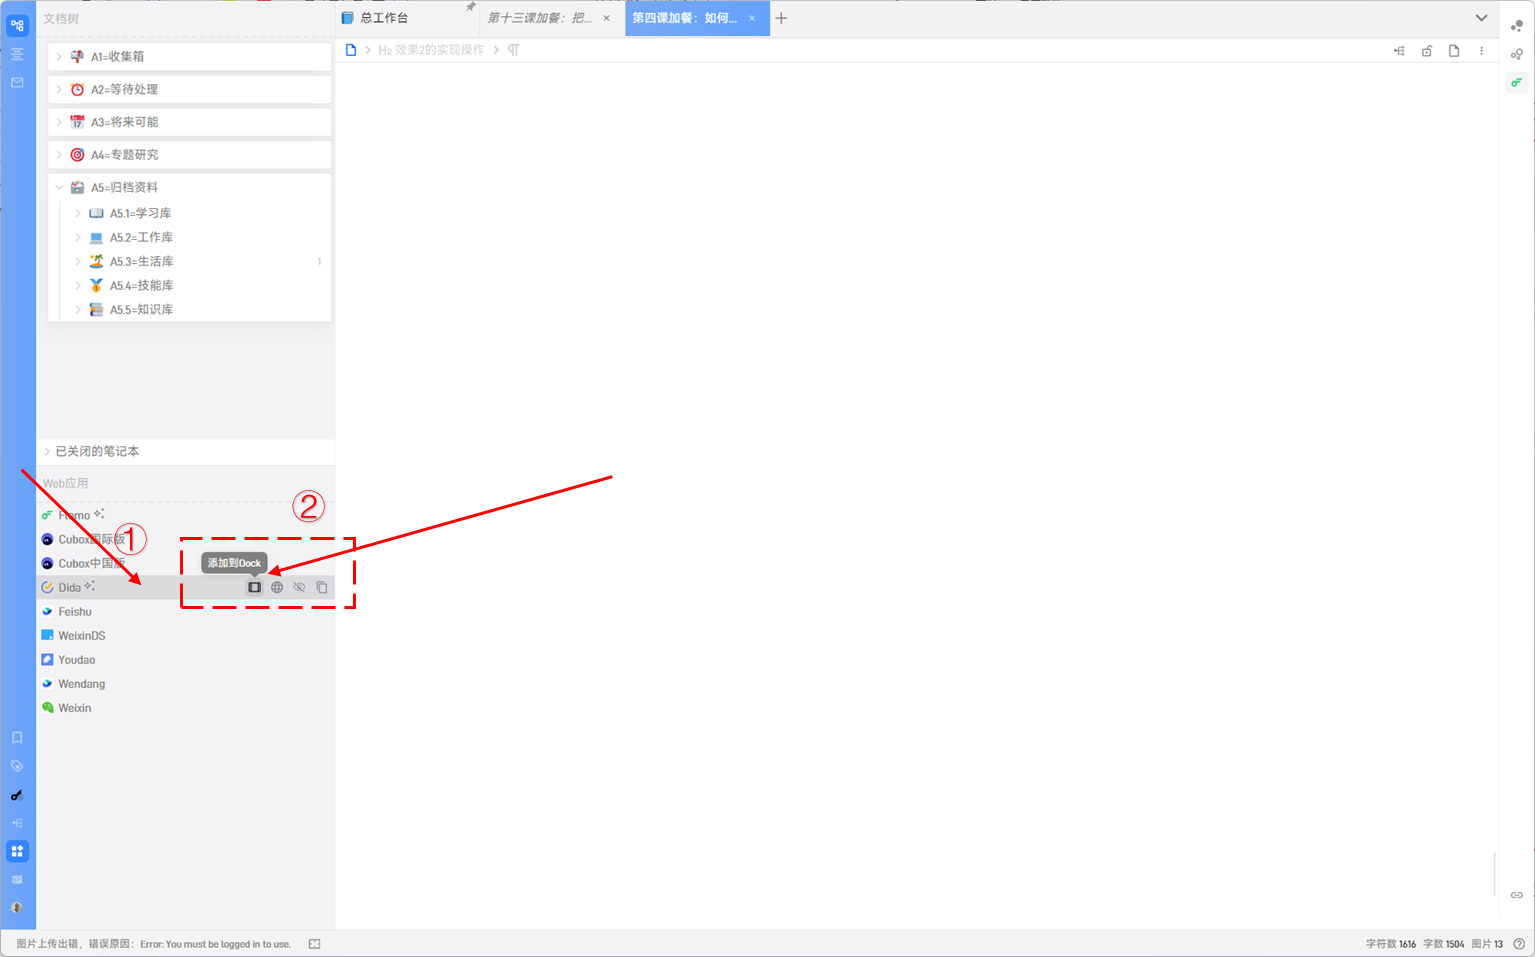 文档树
总工作台
第十三课加餐：把...
第四课加餐：如何...
H₂ 效果2的实现操作
A1=收集箱
A2=等待处理
A3=将来可能
A4=专题研究
A5=归档资料
A5.1=学习库
A5.2=工作库
A5.3=生活库 1
A5.4=技能库
A5.5=知识库
已关闭的笔记本
Web应用
②
Flomo
①
Cubox国际版
Cubox中国版
添加到Dock
Dida
Feishu
WeixinDS
Youdao
Wendang
Weixin
图片上传出错，错误原因：Error: You must be logged in to use.
字符数 1616 字数 1504 图片 13